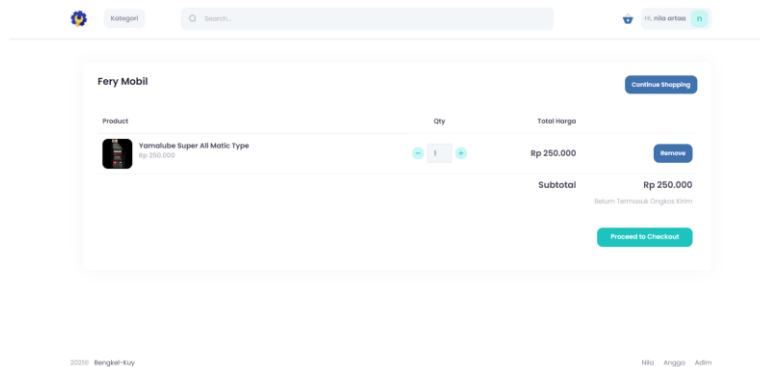 Kategori
Search...
Hi, nila artaa n
Fery Mobil
Continue Shopping
Product Qty Total Harga
Yamalube Super All Matic Type
Rp 250.000
1
Rp 250.000
Remove
Subtotal Rp 250.000
Belum Termasuk Ongkos Kirim
Proceed to Checkout
2021© Bengkel-Kuy
Nila Angga Adim